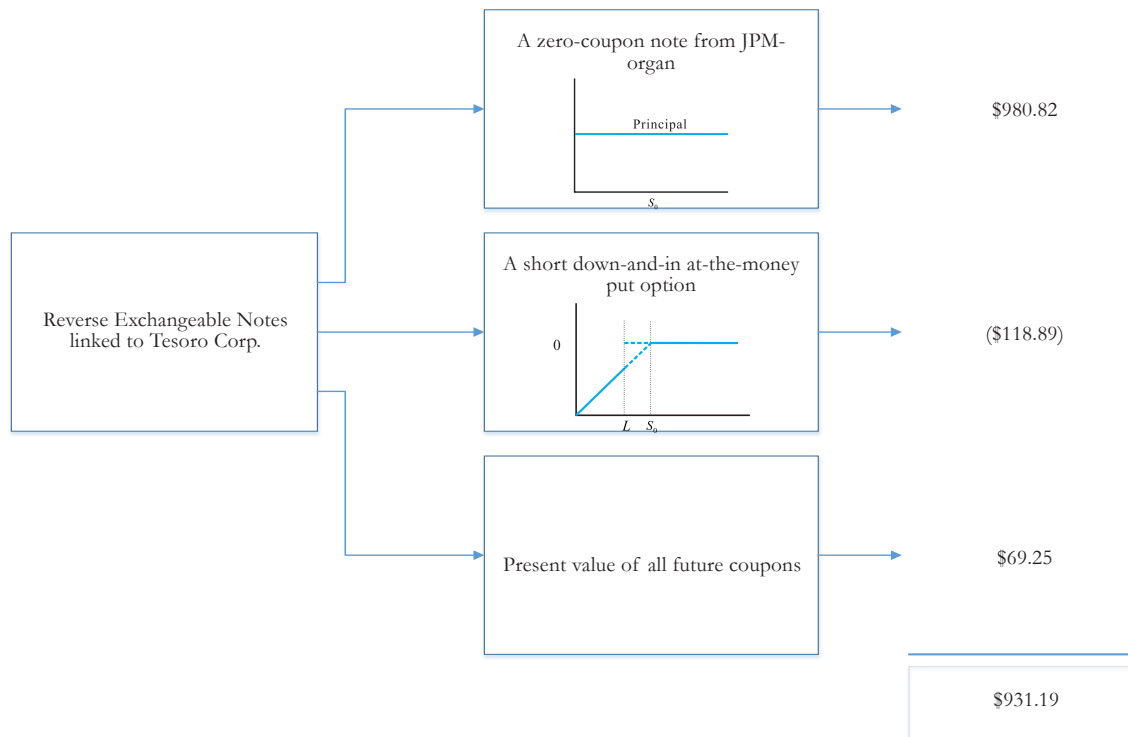 A zero-coupon note from JPM-
organ
Principal
S₀
$980.82
Reverse Exchangeable Notes
linked to Tesoro Corp.
A short down-and-in at-the-money
put option
0
L S₀
($118.89)
Present value of all future coupons
$69.25
$931.19